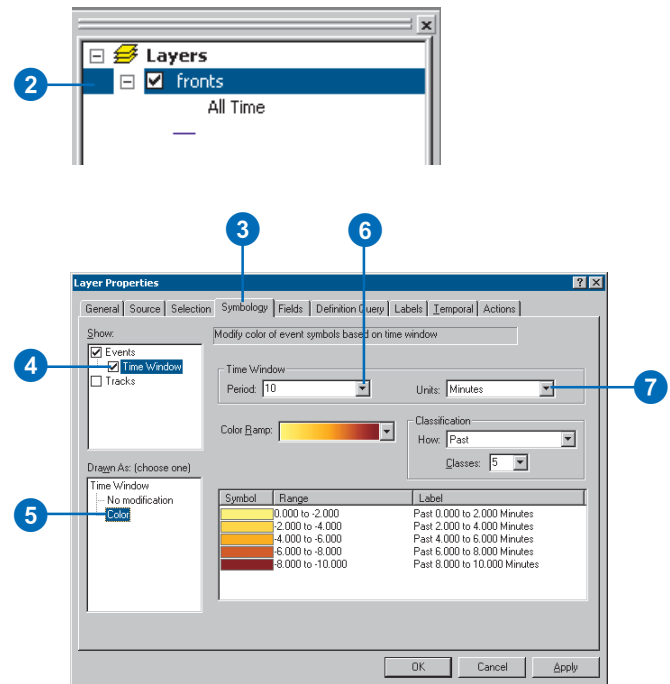 Layers
2
fronts
All Time
3
6
Layer Properties
General Source Selection Symbology Fields Definition Query Labels Temporal Actions
Show:
Modify color of event symbols based on time window
4
Events
Time Window
Tracks
Time Window
Period: 10
Units: Minutes
7
Color Ramp:
Classification
How: Past
Classes: 5
Drawn As: (choose one)
Time Window
No modification
5
Color
Symbol Range Label
0.000 to -2.000 Past 0.000 to 2.000 Minutes
-2.000 to -4.000 Past 2.000 to 4.000 Minutes
-4.000 to -6.000 Past 4.000 to 6.000 Minutes
-6.000 to -8.000 Past 6.000 to 8.000 Minutes
-8.000 to -10.000 Past 8.000 to 10.000 Minutes
OK Cancel Apply